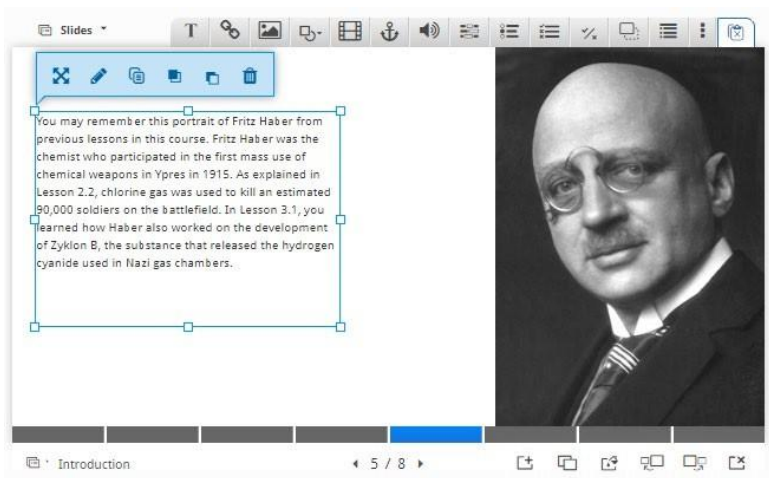 Slides
T
You may remember this portrait of Fritz Haber from
previous lessons in this course. Fritz Haber was the
chemist who participated in the first mass use of
chemical weapons in Ypres in 1915. As explained in
Lesson 2.2, chlorine gas was used to kill an estimated
90,000 soldiers on the battlefield. In Lesson 3.1, you
learned how Haber also worked on the development
of Zyklon B, the substance that released the hydrogen
cyanide used in Nazi gas chambers.
Introduction
5 / 8